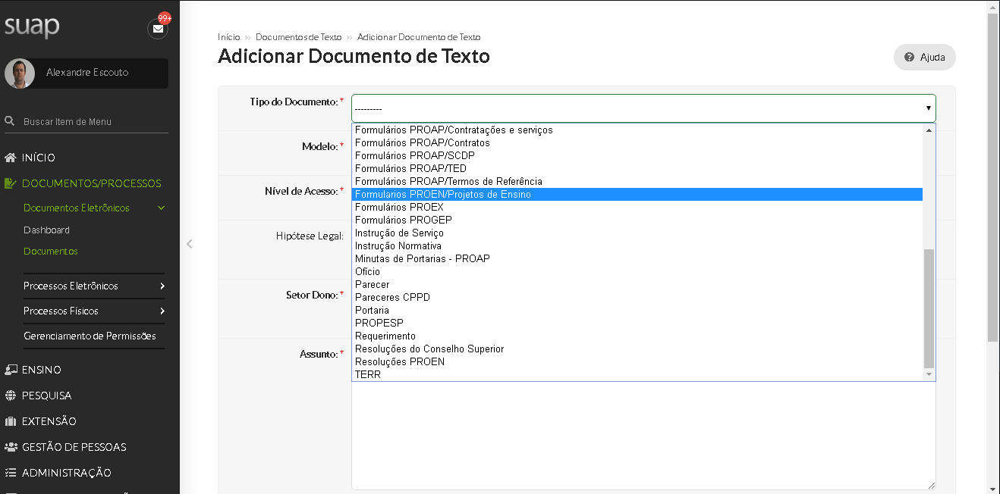 suap
99+
Alexandre Escouto
Buscar Item de Menu
INÍCIO
DOCUMENTOS/PROCESSOS
Documentos Eletrônicos
Dashboard
Documentos
Processos Eletrônicos
Processos Físicos
Gerenciamento de Permissões
ENSINO
PESQUISA
EXTENSÃO
GESTÃO DE PESSOAS
ADMINISTRAÇÃO
Início » Documentos de Texto » Adicionar Documento de Texto
Adicionar Documento de Texto
Ajuda
Tipo do Documento: *
---------
Formulários PROAP/Contratações e serviços
Formulários PROAP/Contratos
Formulários PROAP/SCDP
Formulários PROAP/TED
Formulários PROAP/Termos de Referência
Formulários PROEN/Projetos de Ensino
Formulários PROEX
Formulários PROGEP
Instrução de Serviço
Instrução Normativa
Minutas de Portarias - PROAP
Ofício
Parecer
Pareceres CPPD
Portaria
PROPESP
Requerimento
Resoluções do Conselho Superior
Resoluções PROEN
TERR
Modelo: *
Nível de Acesso: *
Hipótese Legal:
Setor Dono: *
Assunto: *